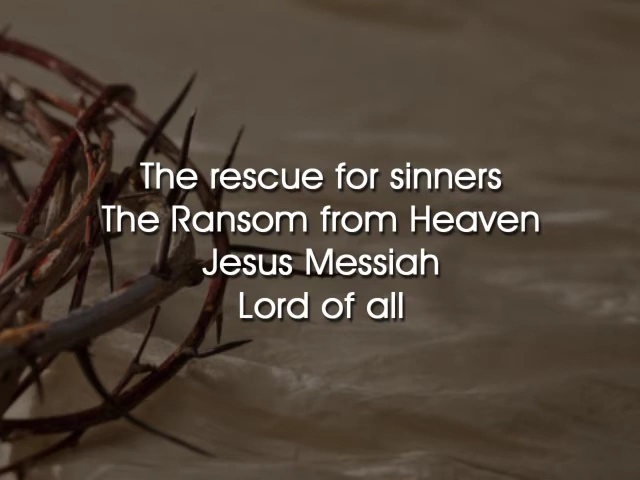 The rescue for sinners
The Ransom from Heaven
Jesus Messiah
Lord of all